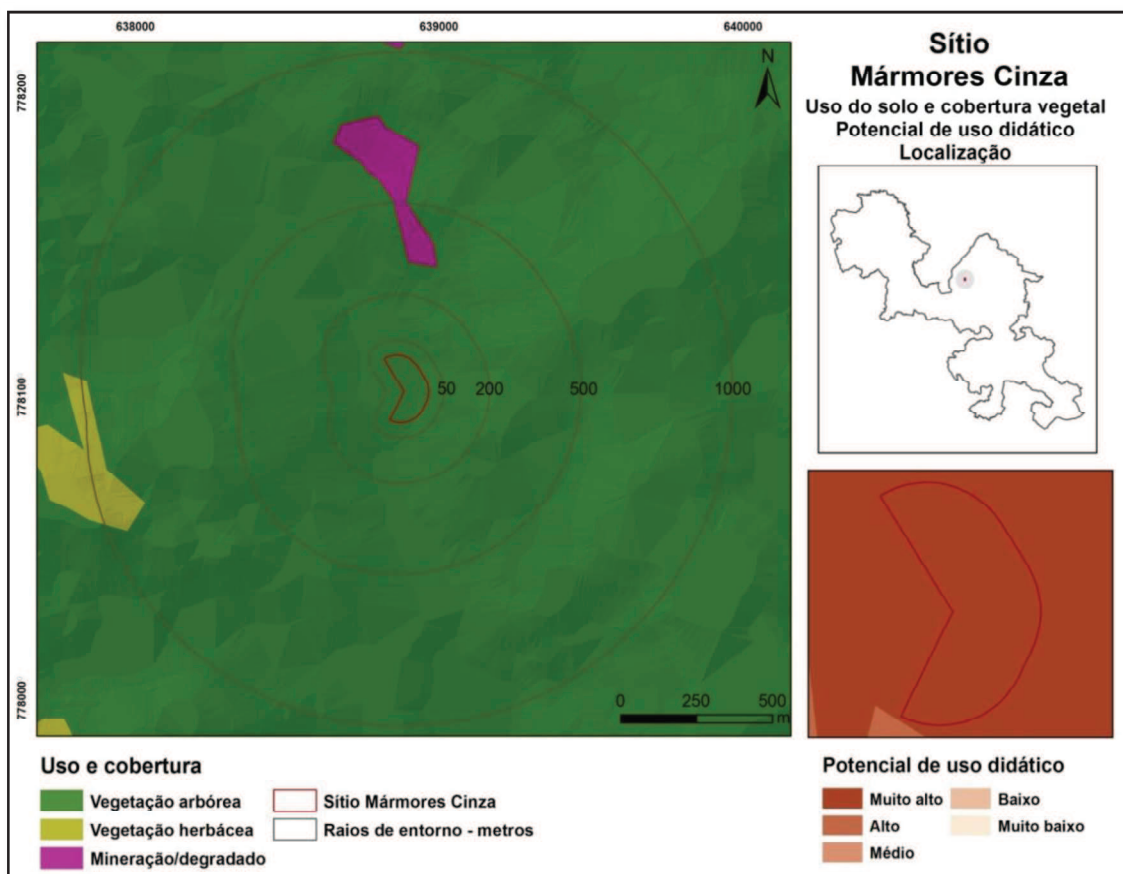 638000
639000
640000
778200
778100
778000
N
50 200 500 1000
0 250 500
m
Sítio
Mármores Cinza
Uso do solo e cobertura vegetal
Potencial de uso didático
Localização
Uso e cobertura
Vegetação arbórea
Vegetação herbácea
Mineração/degradado
Sítio Mármores Cinza
Raios de entorno - metros
Potencial de uso didático
Muito alto
Alto
Médio
Baixo
Muito baixo